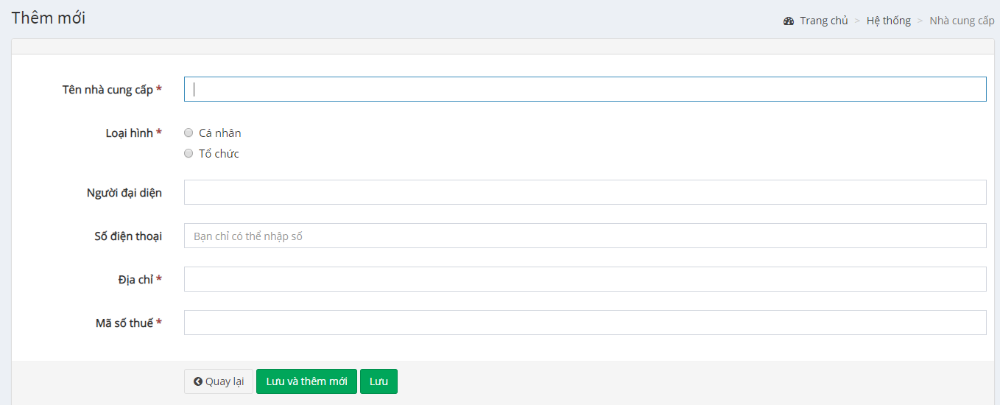 Thêm mới
Trang chủ > Hệ thống > Nhà cung cấp
Tên nhà cung cấp *
Loại hình *
Cá nhân
Tổ chức
Người đại diện
Số điện thoại
Bạn chỉ có thể nhập số
Địa chỉ *
Mã số thuế *
Quay lại
Lưu và thêm mới
Lưu